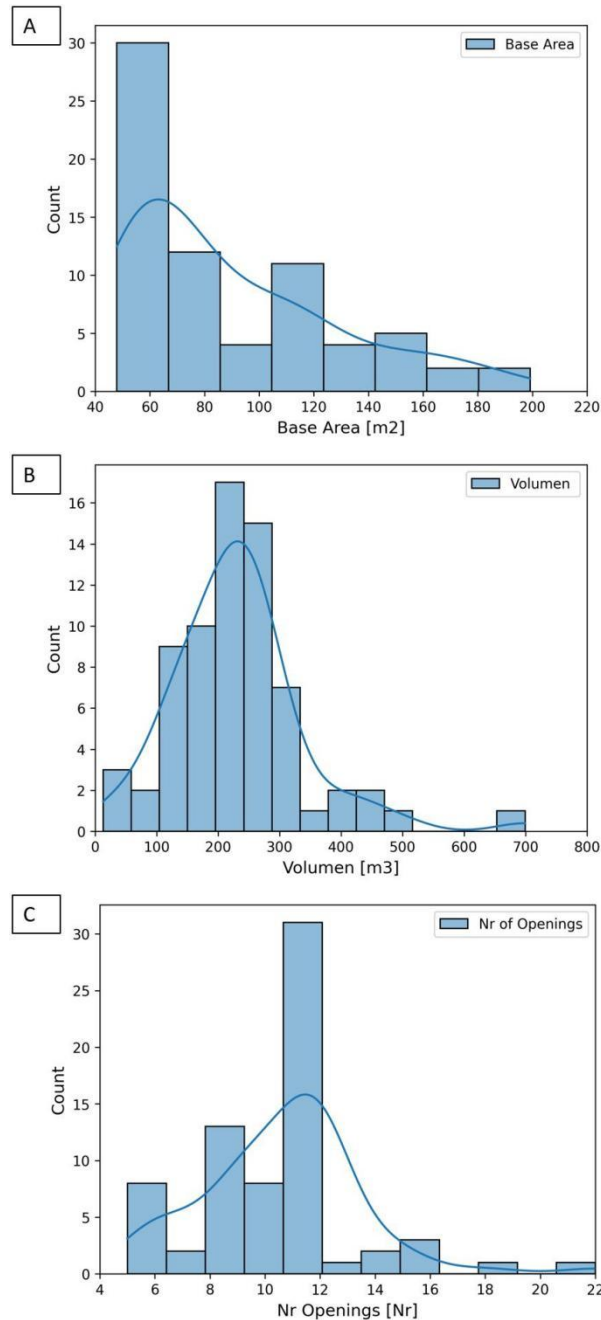 A
Base Area
30
25
20
15
10
5
0
Count
40 60 80 100 120 140 160 180 200 220
Base Area [m2]
B
Volumen
16
14
12
10
8
6
4
2
0
Count
0 100 200 300 400 500 600 700 800
Volumen [m3]
C
Nr of Openings
30
25
20
15
10
5
0
Count
4 6 8 10 12 14 16 18 20 22
Nr Openings [Nr]